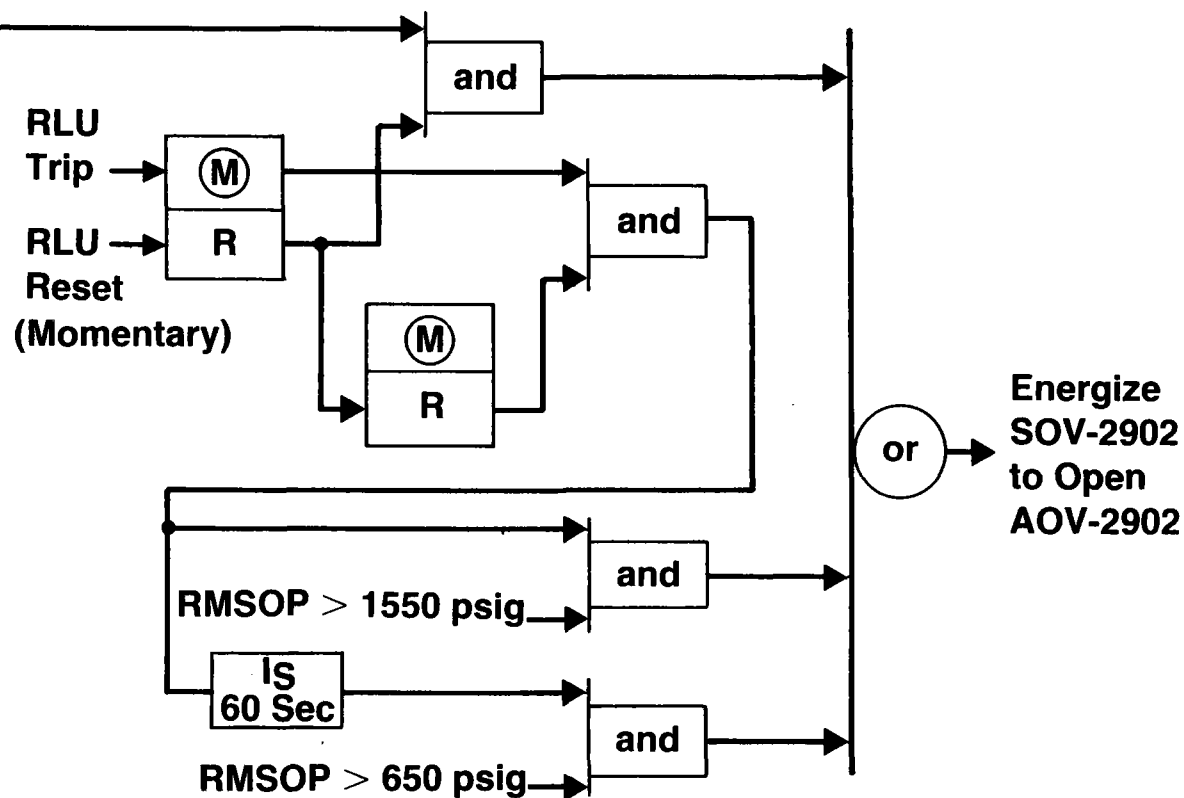 and
RLU
Trip
M
RLU
Reset
(Momentary)
R
and
M
R
Energize
SOV-2902
to Open
AOV-2902
or
and
RMSOP > 1550 psig
IS
60 Sec
and
RMSOP > 650 psig